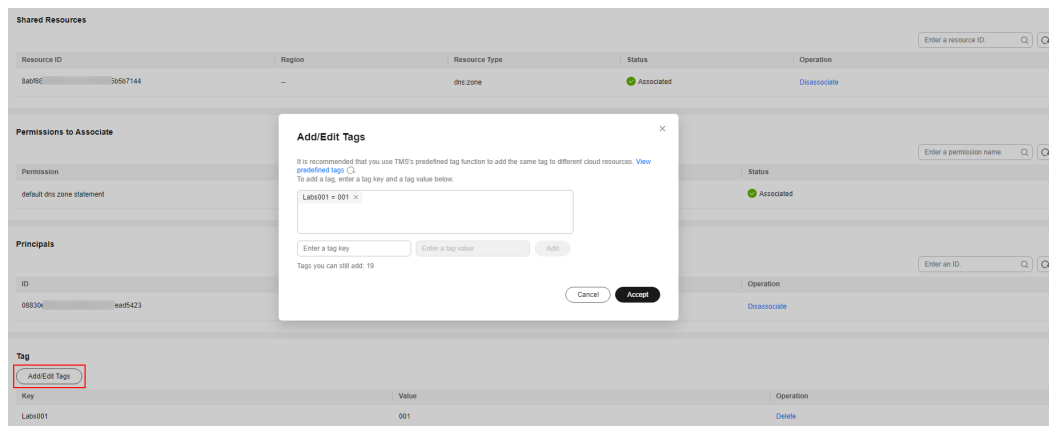 Shared Resources
Enter a resource ID.
Resource ID Region Resource Type Status Operation
8abf68 5b5b7144 -- dns:zone Associated Disassociate
Permissions to Associate
Enter a permission name.
Permission Status
default dns zone statement Associated
Principals
Enter an ID.
ID Operation
08830e ead5423 Disassociate
Tag
Add/Edit Tags
Key Value Operation
Labs001 001 Delete
Add/Edit Tags
It is recommended that you use TMS's predefined tag function to add the same tag to different cloud resources. View
predefined tags
To add a tag, enter a tag key and a tag value below.
Labs001 = 001
Enter a tag key Enter a tag value Add
Tags you can still add: 19
Cancel Accept